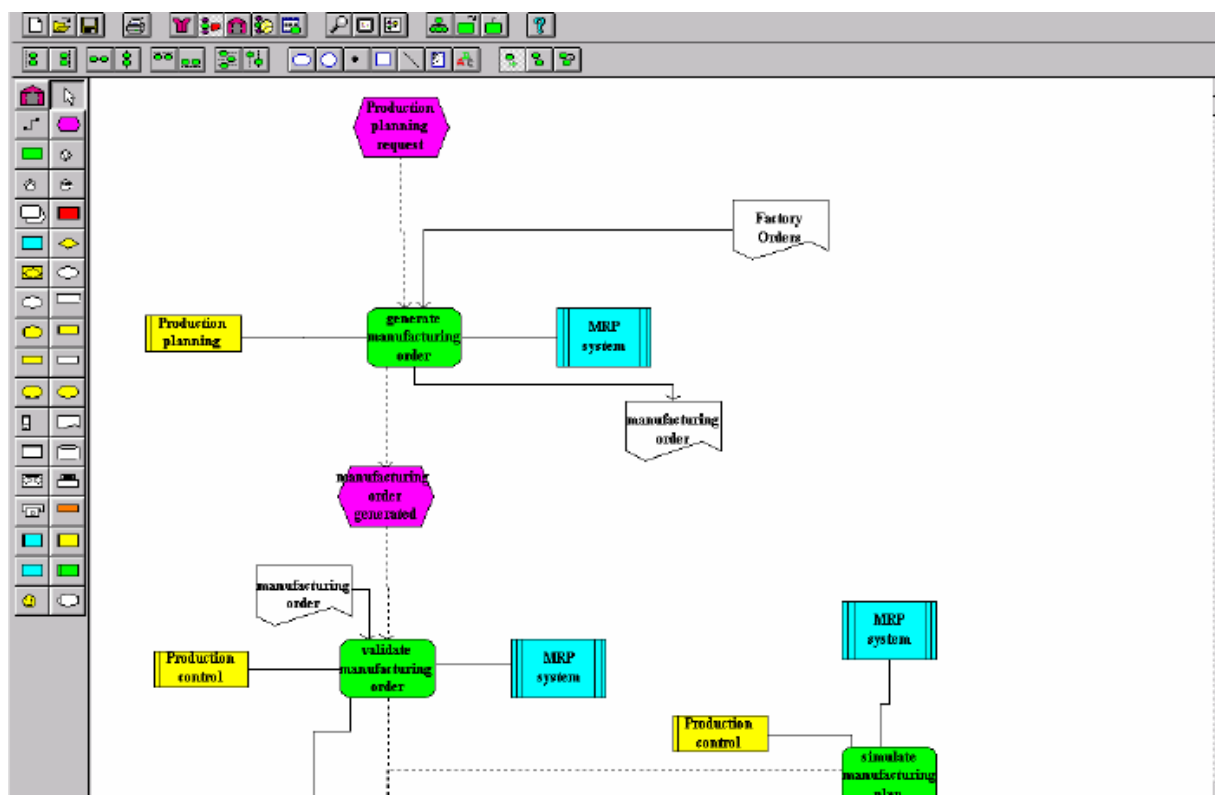 Production
planning
request
Factory
Orders
Production
planning
generate
manufacturing
order
MRP
system
manufacturing
order
manufacturing
order
generated
manufacturing
order
Production
control
validate
manufacturing
order
MRP
system
MRP
system
Production
control
simulate
manufacturing
plan